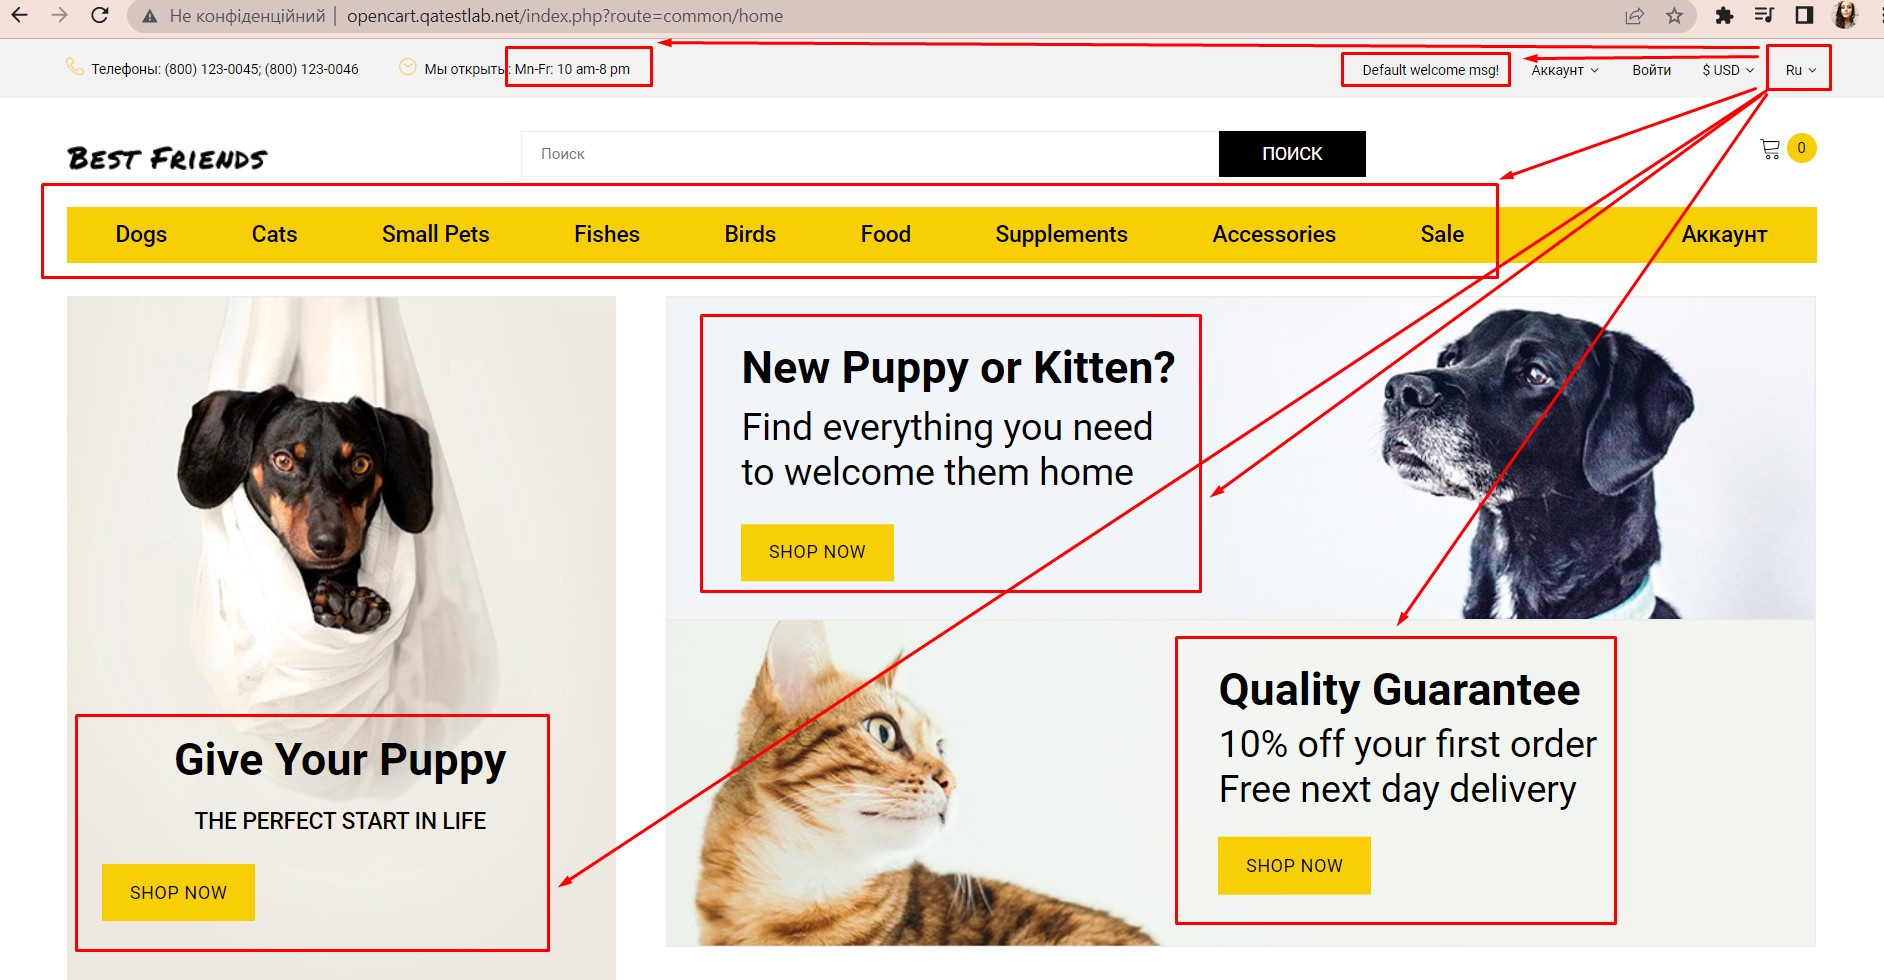 Не конфіденційний | opencart.qatestlab.net/index.php?route=common/home
Телефоны: (800) 123-0045; (800) 123-0046 Мы открыты: Mn-Fr: 10 am-8 pm Default welcome msg! Аккаунт Войти $ USD Ru
BEST FRIENDS Поиск ПОИСК 0
Dogs Cats Small Pets Fishes Birds Food Supplements Accessories Sale Аккаунт
New Puppy or Kitten?
Find everything you need
to welcome them home
SHOP NOW
Give Your Puppy
THE PERFECT START IN LIFE
SHOP NOW
Quality Guarantee
10% off your first order
Free next day delivery
SHOP NOW